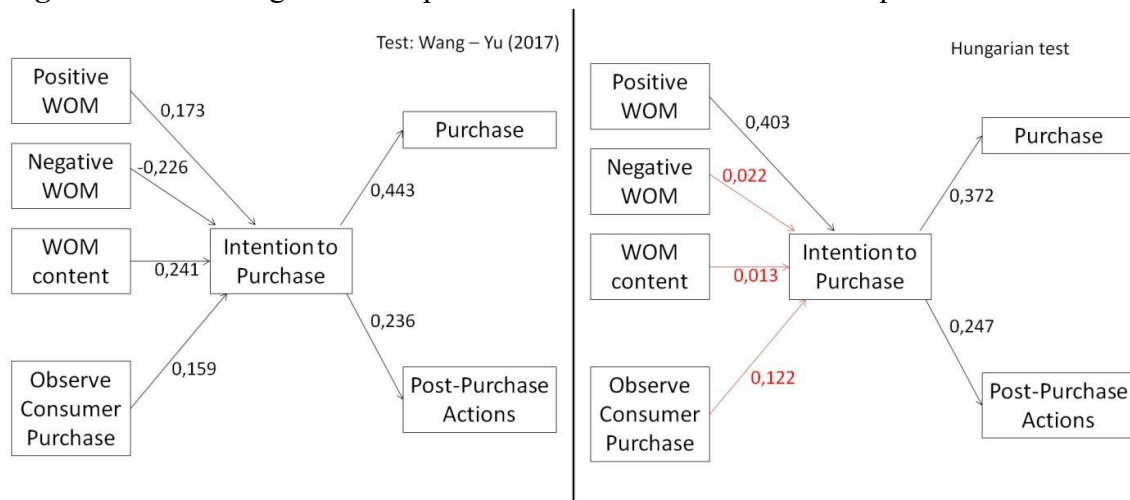 Test: Wang – Yu (2017)
Positive
WOM
0,173
Negative
WOM
-0,226
WOM
content
0,241
Observe
Consumer
Purchase
0,159
Intention to
Purchase
0,443
Purchase
0,236
Post-Purchase
Actions
Hungarian test
Positive
WOM
0,403
Negative
WOM
0,022
WOM
content
0,013
Observe
Consumer
Purchase
0,122
Intention to
Purchase
0,372
Purchase
0,247
Post-Purchase
Actions